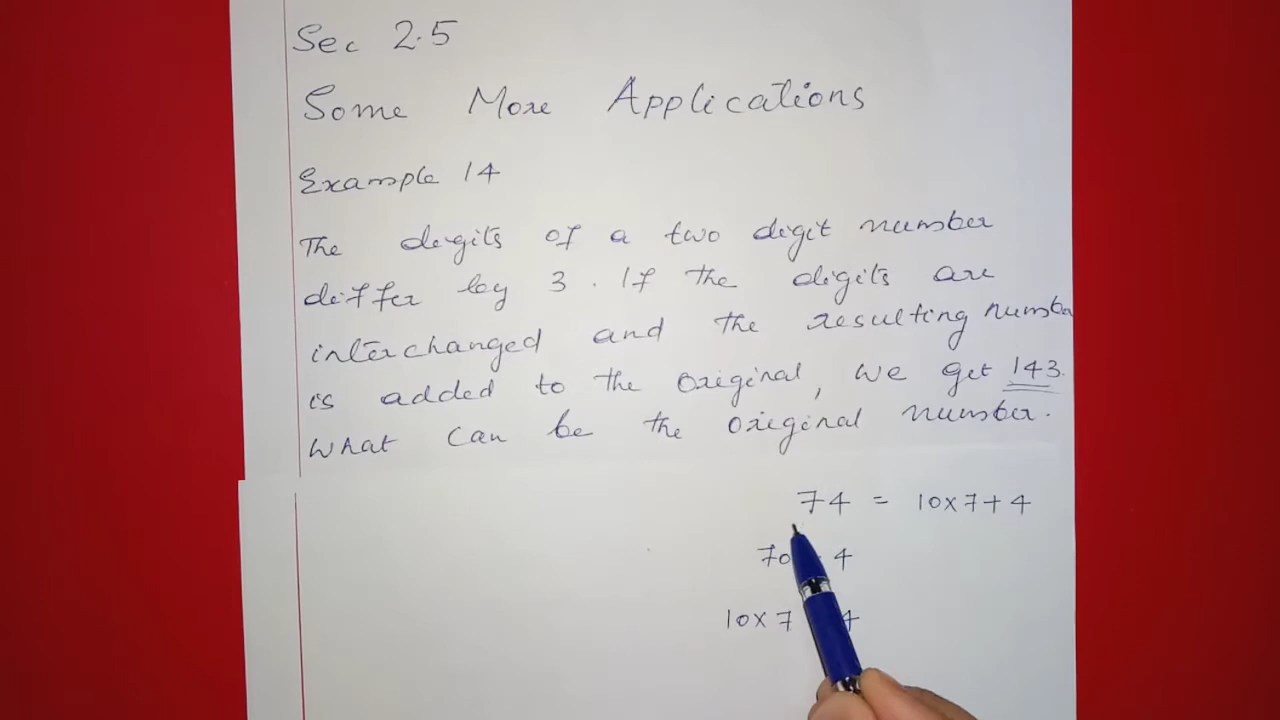 Sec 2.5
Some More Applications
Example 14
The digits of a two digit number
differ by 3. If the digits are
interchanged and the resulting number
is added to the original, we get 143.
What can be the original number.
74 = 10x7+4
70 4
10x7 4